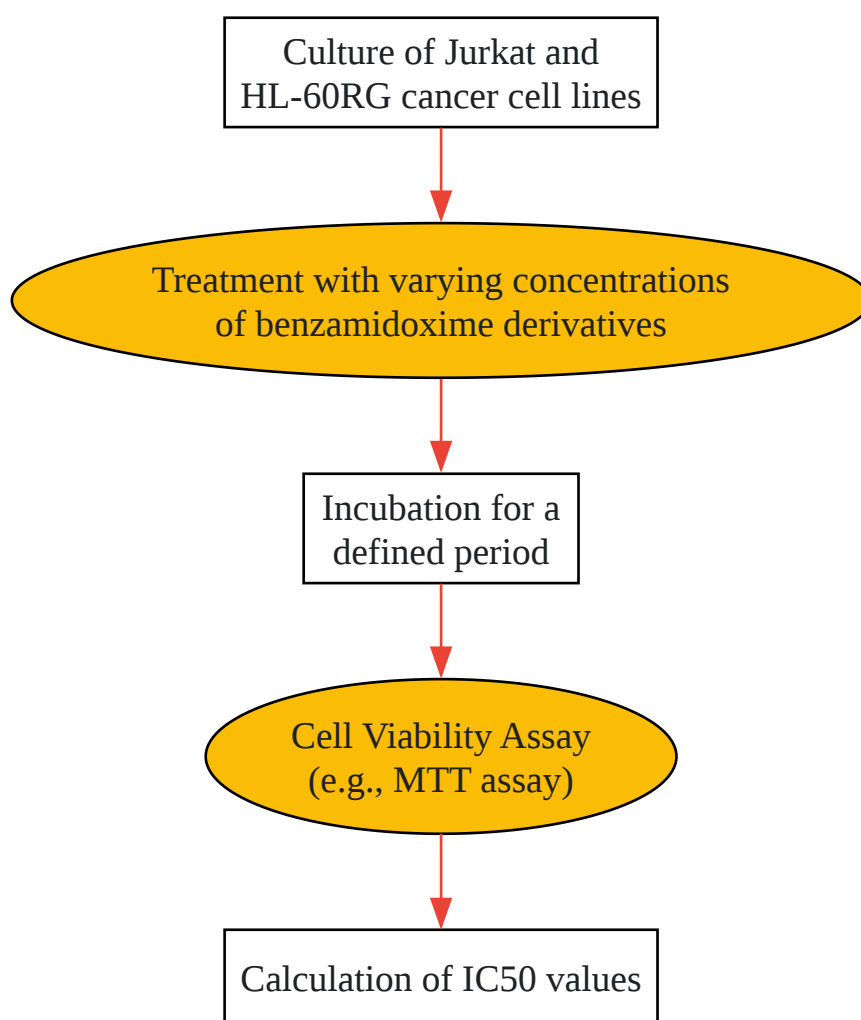 Culture of Jurkat and
HL-60RG cancer cell lines
Treatment with varying concentrations
of benzamidoxime derivatives
Incubation for a
defined period
Cell Viability Assay
(e.g., MTT assay)
Calculation of IC50 values